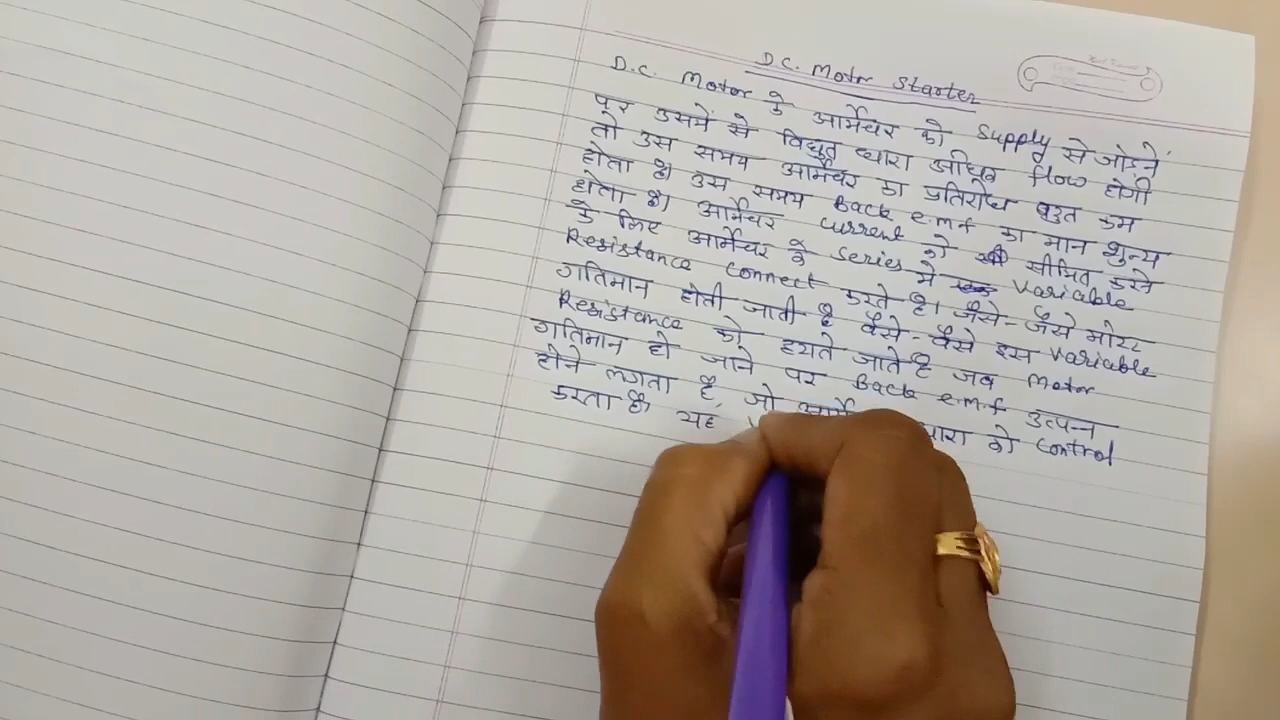 D.C. Motor Starter
D.C. Motor के आर्मेचर को Supply से जोडने
पर उसमें से विधुत धारा अधिक flow होगी
तो उस समय आर्मेचर का प्रतिरोध बहुत कम
होता है। उस समय Back e.m.f का मान शुन्य
होता है। आर्मेचर current को सीमित करने
के लिए आर्मेचर के Series में Variable
Resistance Connect करते है। जैसे-जैसे मोटर
गतिमान होती जाती है वैसे-वैसे इस Variable
Resistance को हटाते जाते है जब Motor
गतिमान हो जाने पर Back e.m.f उत्पन्न
होने लगता है, जो धारा को Control
करता है। यह